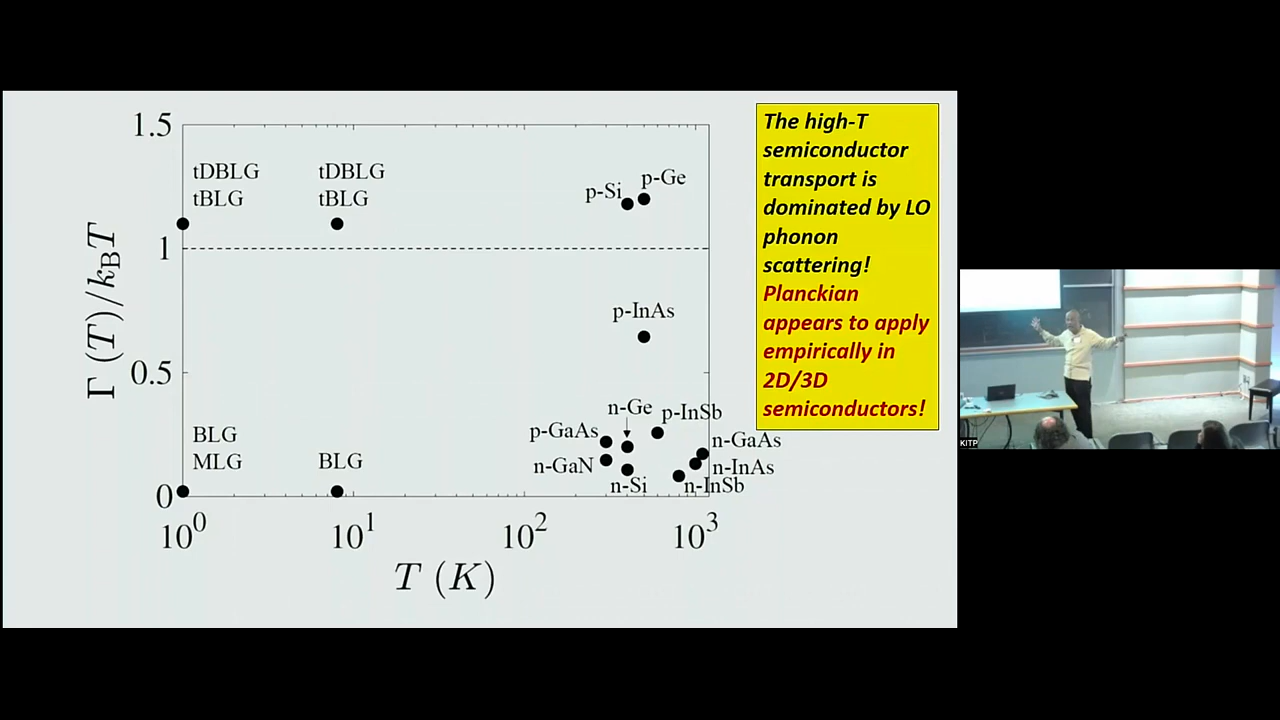 1.5
1
0.5
0
Γ (T)/k_BT
tDBLG
tBLG
tDBLG
tBLG
p-Si
p-Ge
p-InAs
n-Ge
p-InSb
p-GaAs
n-GaAs
n-GaN
n-InAs
n-Si
n-InSb
BLG
MLG
BLG
10^0
10^1
10^2
10^3
T (K)
The high-T
semiconductor
transport is
dominated by LO
phonon
scattering!
Planckian
appears to apply
empirically in
2D/3D
semiconductors!
KITP